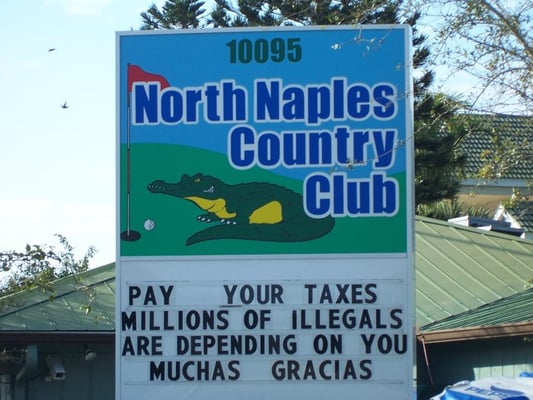 10095
North Naples
Country
Club
PAY YOUR TAXES
MILLIONS OF ILLEGALS
ARE DEPENDING ON YOU
MUCHAS GRACIAS